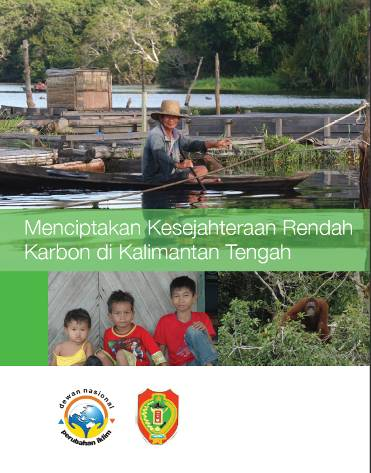 Menciptakan Kesejahteraan Rendah
Karbon di Kalimantan Tengah
dewan nasional
perubahan iklim